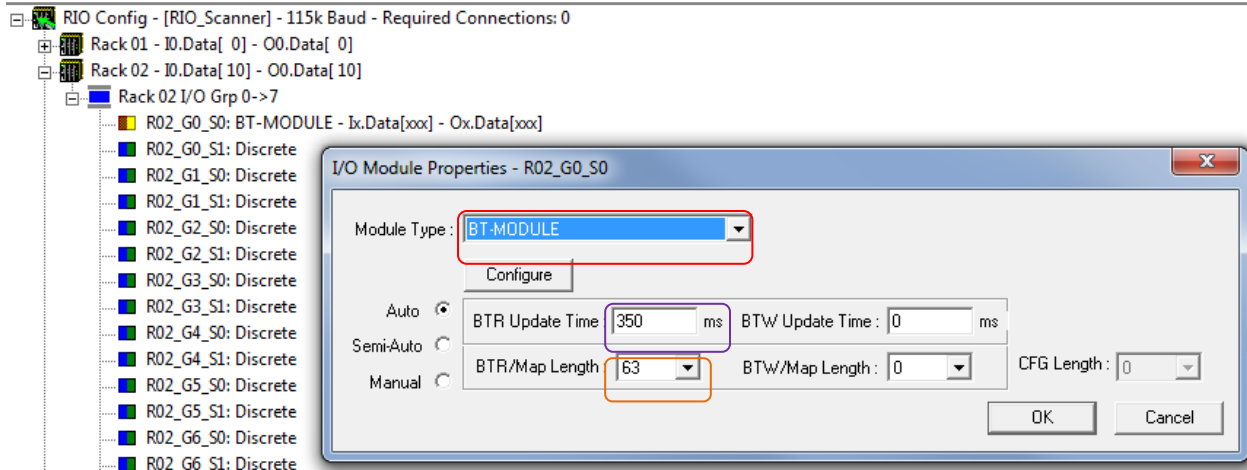 RIO Config - [RIO_Scanner] - 115k Baud - Required Connections: 0
Rack 01 - I0.Data[ 0] - O0.Data[ 0]
Rack 02 - I0.Data[ 10] - O0.Data[ 10]
Rack 02 I/O Grp 0->7
R02_G0_S0: BT-MODULE - Ix.Data[xxx] - Ox.Data[xxx]
R02_G0_S1: Discrete
R02_G1_S0: Discrete
R02_G1_S1: Discrete
R02_G2_S0: Discrete
R02_G2_S1: Discrete
R02_G3_S0: Discrete
R02_G3_S1: Discrete
R02_G4_S0: Discrete
R02_G4_S1: Discrete
R02_G5_S0: Discrete
R02_G5_S1: Discrete
R02_G6_S0: Discrete
R02_G6_S1: Discrete
I/O Module Properties - R02_G0_S0
Module Type : BT-MODULE
Configure
Auto
Semi-Auto
Manual
BTR Update Time : 350 ms BTW Update Time : 0 ms
BTR/Map Length : 63 BTW/Map Length : 0 CFG Length : 0
OK Cancel